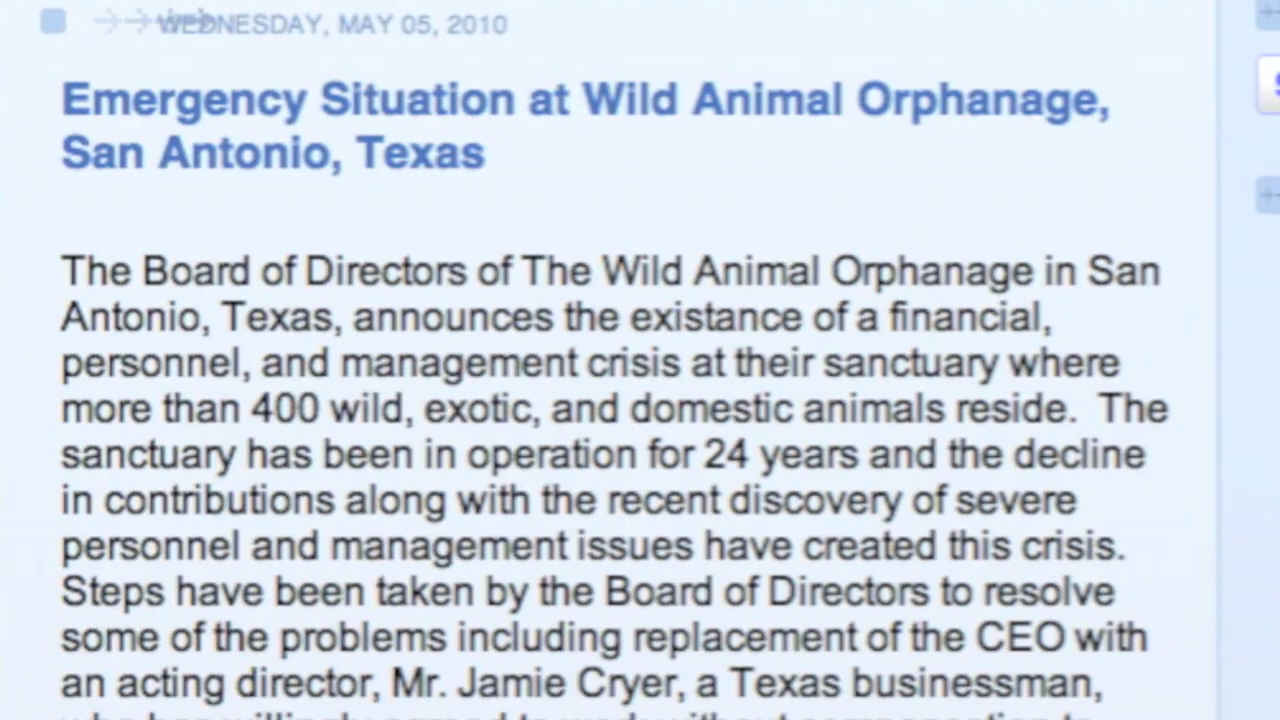 WEDNESDAY, MAY 05, 2010
Emergency Situation at Wild Animal Orphanage,
San Antonio, Texas
The Board of Directors of The Wild Animal Orphanage in San
Antonio, Texas, announces the existance of a financial,
personnel, and management crisis at their sanctuary where
more than 400 wild, exotic, and domestic animals reside.  The
sanctuary has been in operation for 24 years and the decline
in contributions along with the recent discovery of severe
personnel and management issues have created this crisis.
Steps have been taken by the Board of Directors to resolve
some of the problems including replacement of the CEO with
an acting director, Mr. Jamie Cryer, a Texas businessman,